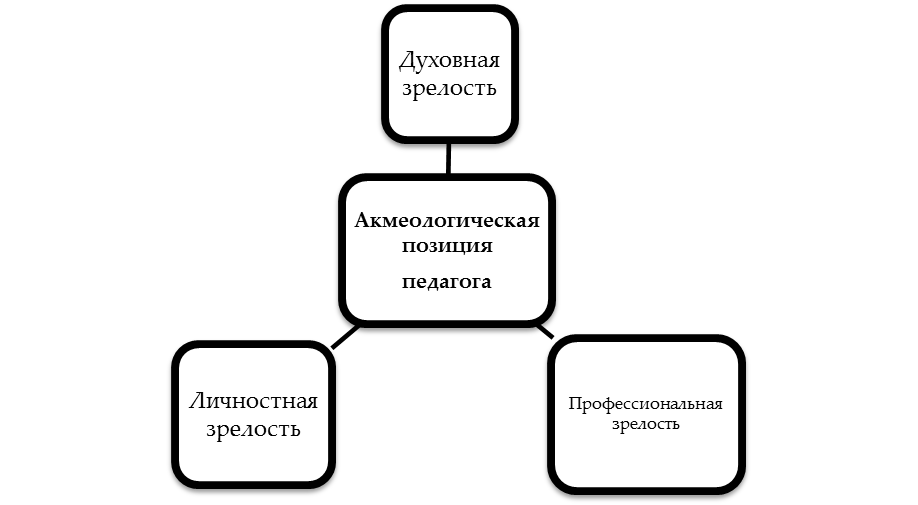 Духовная
зрелость
Акмеологическая
позиция
педагога
Личностная
зрелость
Профессиональная
зрелость